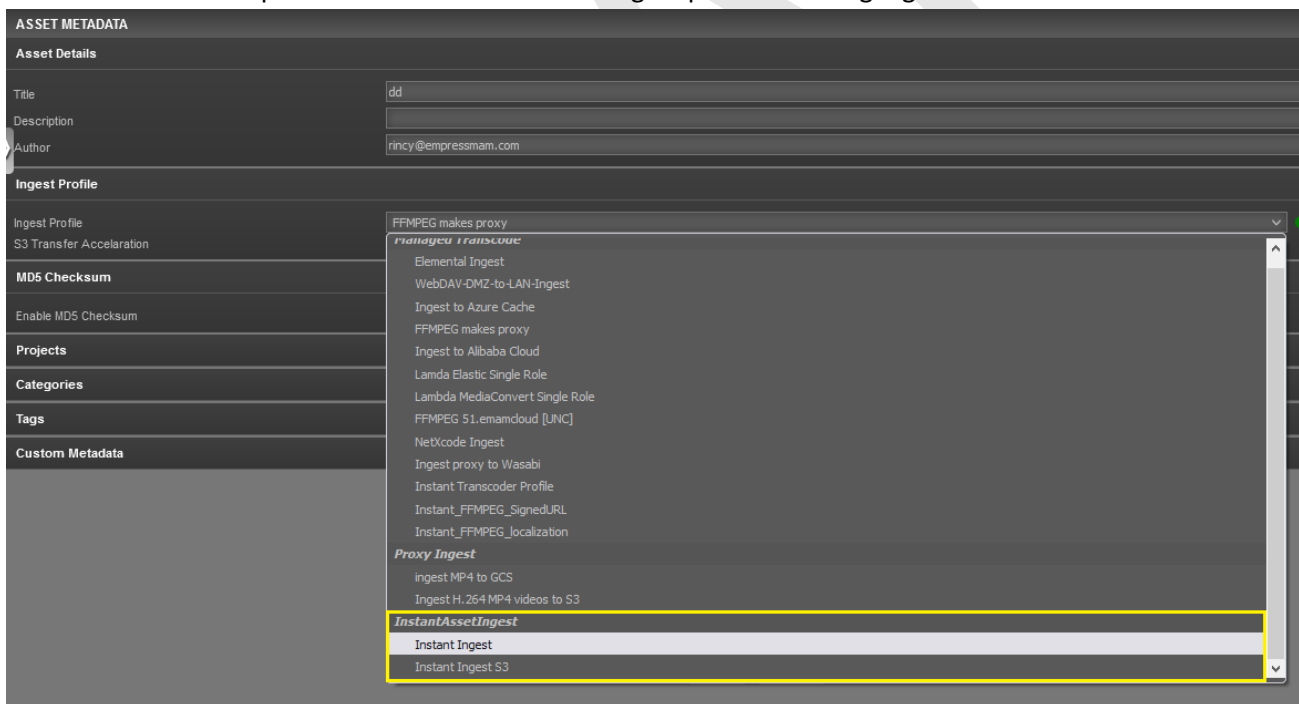 ASSET METADATA
Asset Details
Title dd
Description
Author rincy@empressmam.com
Ingest Profile
Ingest Profile FFMPEG makes proxy
S3 Transfer Accelaration
Managed Transcode
Elemental Ingest
MD5 Checksum
WebDAV-DMZ-to-LAN-Ingest
Ingest to Azure Cache
Enable MD5 Checksum
FFMPEG makes proxy
Projects
Ingest to Alibaba Cloud
Lamda Elastic Single Role
Categories
Lambda MediaConvert Single Role
Tags
FFMPEG 51.emamcloud [UNC]
NetXcode Ingest
Custom Metadata
Ingest proxy to Wasabi
Instant Transcoder Profile
Instant_FFMPEG_SignedURL
Instant_FFMPEG_localization
Proxy Ingest
ingest MP4 to GCS
Ingest H.264 MP4 videos to S3
InstantAssetIngest
Instant Ingest
Instant Ingest S3